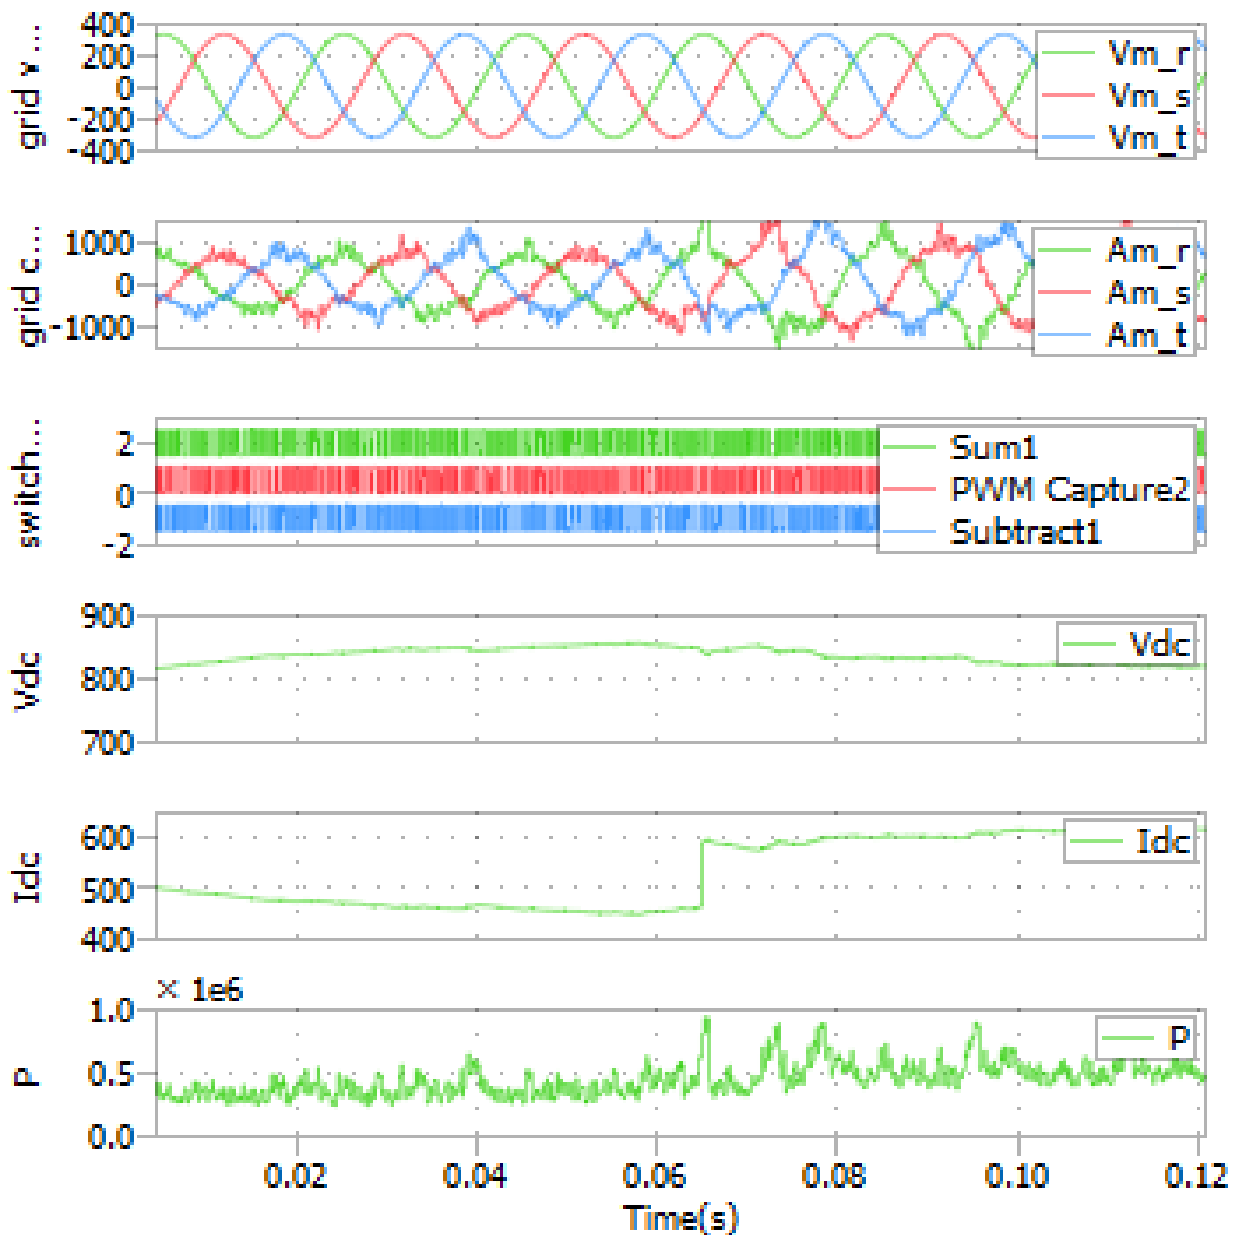 grid v...
400
200
0
-200
-400
Vm_r
Vm_s
Vm_t
grid c...
1000
0
-1000
Am_r
Am_s
Am_t
switch...
2
0
-2
Sum1
PWM Capture2
Subtract1
Vdc
900
800
700
Vdc
Idc
600
500
400
Idc
× 1e6
P
1.0
0.5
0.0
P
0.02 0.04 0.06 0.08 0.10 0.12
Time(s)